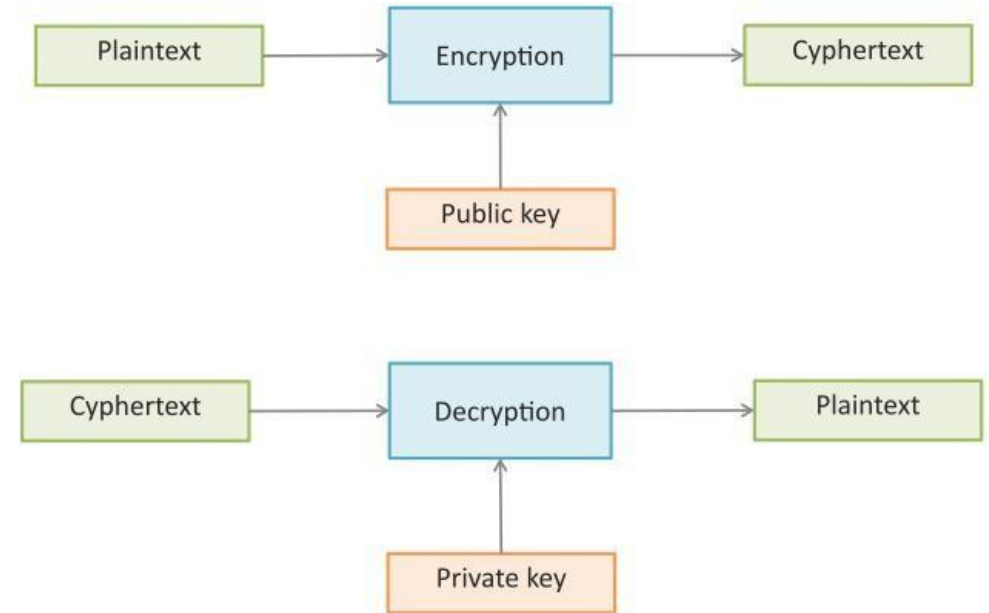 Plaintext
Encryption
Cyphertext
Public key
Cyphertext
Decryption
Plaintext
Private key